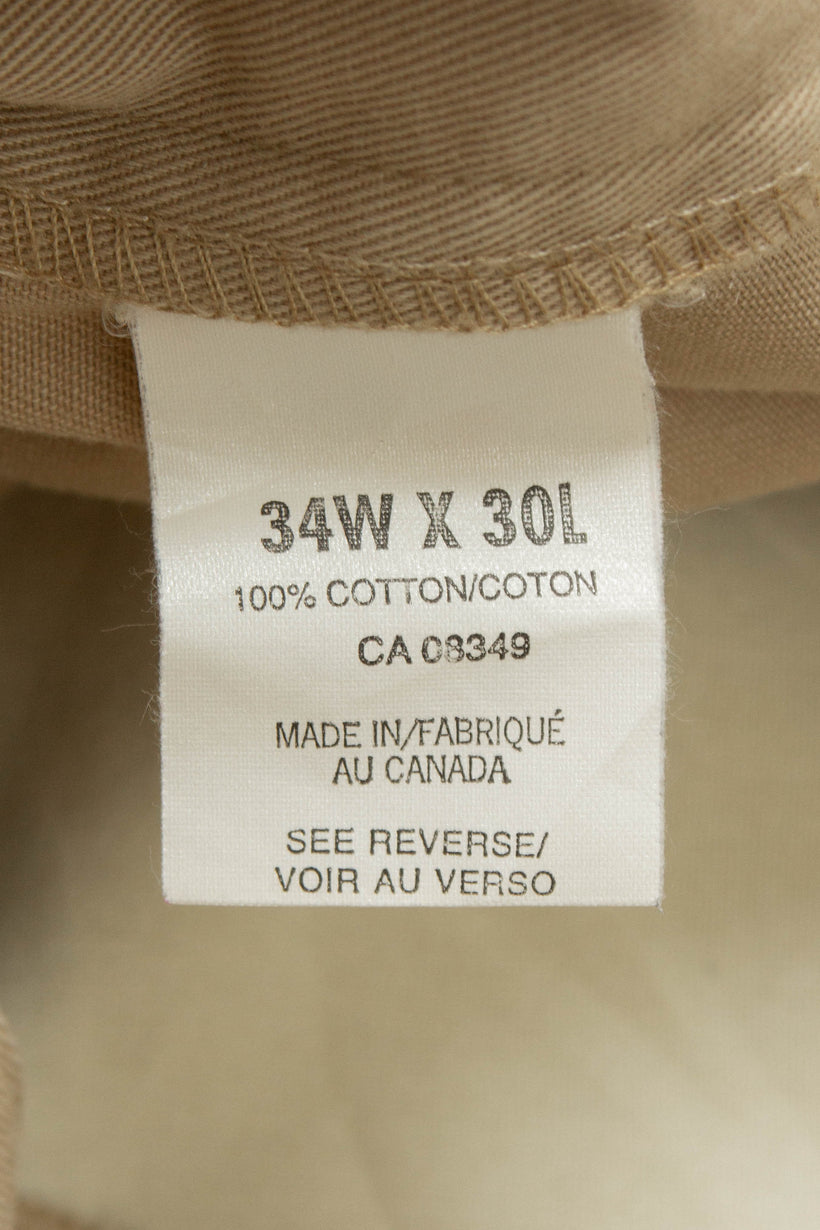 34W X 30L
100% COTTON/COTON
CA 08349
MADE IN/FABRIQUÉ
AU CANADA
SEE REVERSE/
VOIR AU VERSO